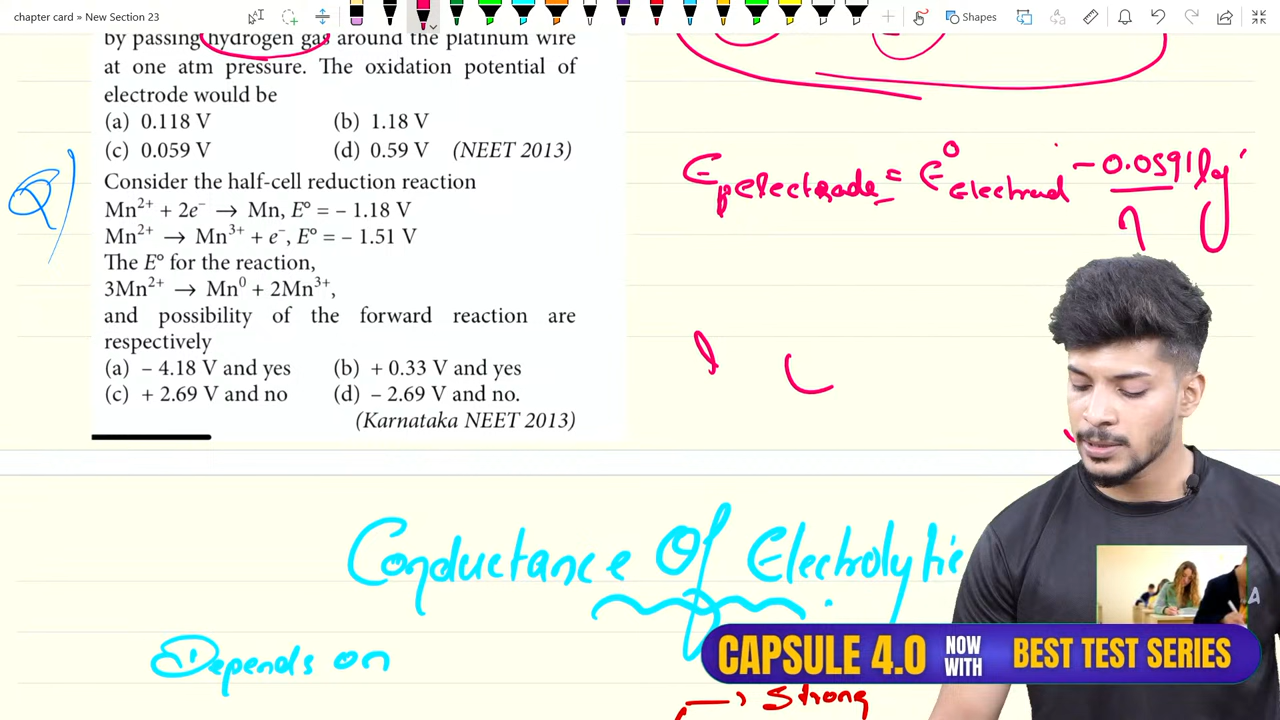 chapter card » New Section 23
Shapes
by passing hydrogen gas around the platinum wire
at one atm pressure. The oxidation potential of
electrode would be
(a) 0.118 V (b) 1.18 V
(c) 0.059 V (d) 0.59 V (NEET 2013)
Q)
Consider the half-cell reduction reaction
Mn²⁺ + 2e⁻ → Mn, E° = – 1.18 V
Mn²⁺ → Mn³⁺ + e⁻, E° = – 1.51 V
The E° for the reaction,
3Mn²⁺ → Mn⁰ + 2Mn³⁺,
and possibility of the forward reaction are
respectively
(a) – 4.18 V and yes (b) + 0.33 V and yes
(c) + 2.69 V and no (d) – 2.69 V and no.
(Karnataka NEET 2013)
= E⁰ - 0.0591 log
n
Conductance Of Electrolytic
Depends on
→ Strong
CAPSULE 4.0 NOW WITH BEST TEST SERIES